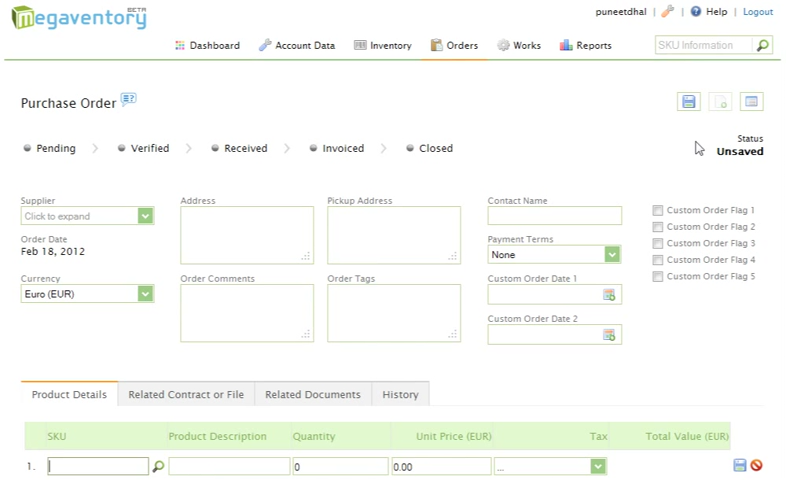 megaventory BETA
puneetdhal | | Help | Logout
Dashboard Account Data Inventory Orders Works Reports SKU Information
Purchase Order
Pending Verified Received Invoiced Closed
Status
Unsaved
Supplier
Click to expand
Order Date
Feb 18, 2012
Currency
Euro (EUR)
Address
Order Comments
Pickup Address
Order Tags
Contact Name
Payment Terms
None
Custom Order Date 1
Custom Order Date 2
Custom Order Flag 1
Custom Order Flag 2
Custom Order Flag 3
Custom Order Flag 4
Custom Order Flag 5
Product Details Related Contract or File Related Documents History
SKU Product Description Quantity Unit Price (EUR) Tax Total Value (EUR)
1. 0 0.00 ...